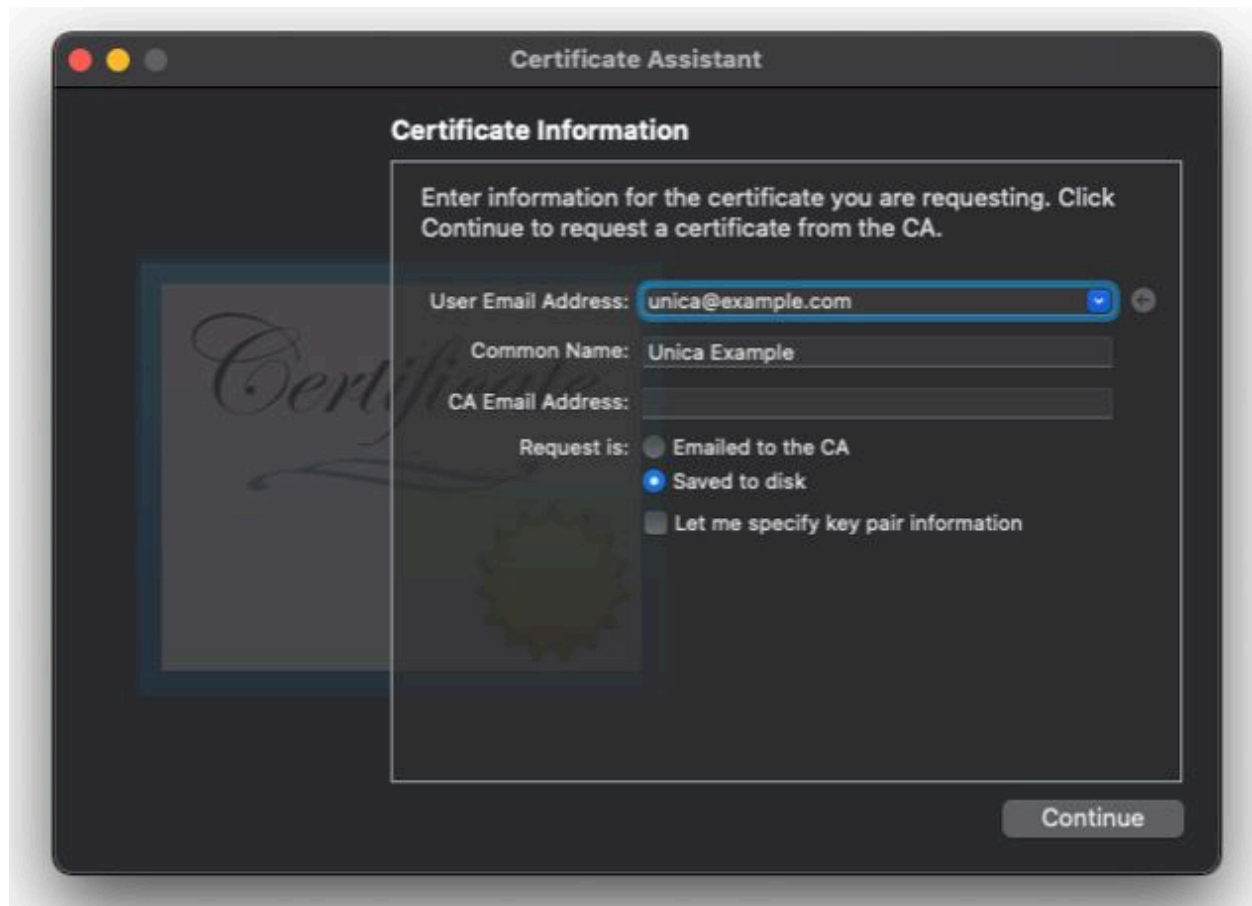 Certificate Assistant
Certificate Information
Enter information for the certificate you are requesting. Click
Continue to request a certificate from the CA.
User Email Address: unica@example.com
Common Name: Unica Example
CA Email Address:
Request is: Emailed to the CA
Saved to disk
Let me specify key pair information
Certificate
Continue